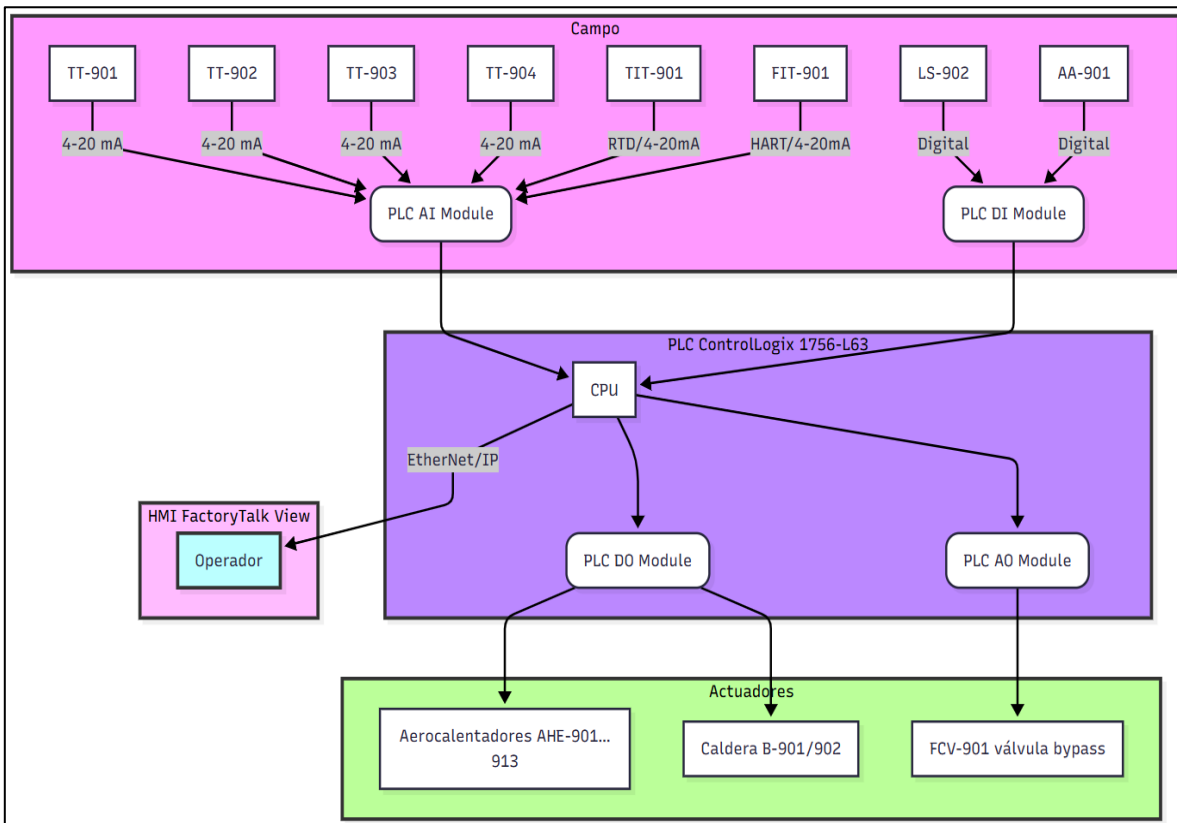 Campo
TT-901
TT-902
TT-903
TT-904
TIT-901
FIT-901
LS-902
AA-901
4-20 mA
4-20 mA
4-20 mA
4-20 mA
RTD/4-20mA
HART/4-20mA
Digital
Digital
PLC AI Module
PLC DI Module
PLC ControlLogix 1756-L63
CPU
EtherNet/IP
HMI FactoryTalk View
Operador
PLC DO Module
PLC AO Module
Actuadores
Aerocalentadores AHE-901...
913
Caldera B-901/902
FCV-901 válvula bypass